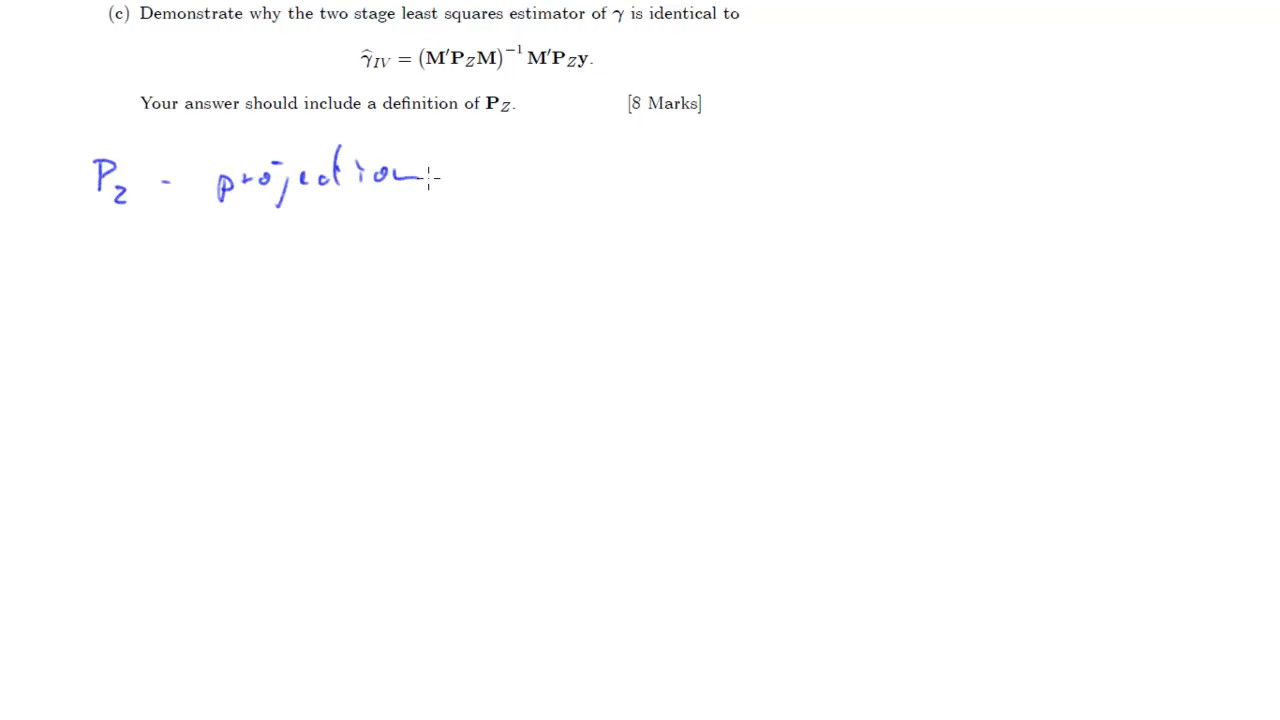 (c) Demonstrate why the two stage least squares estimator of γ is identical to
γ̂_IV = (M′P_Z M)⁻¹ M′P_Z y.
Your answer should include a definition of P_Z. [8 Marks]
P_Z - projection